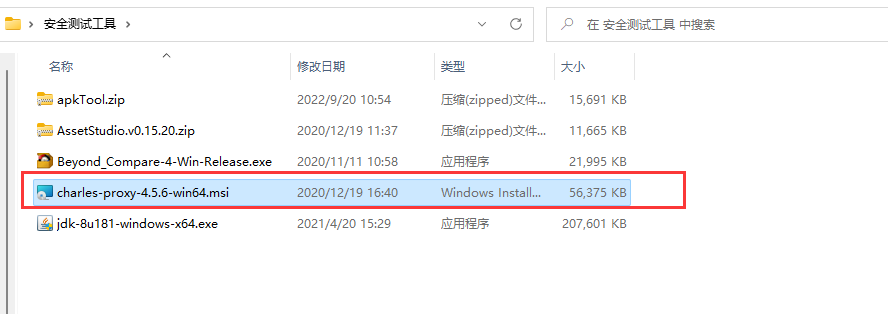 安全测试工具
在 安全测试工具 中搜索
名称 修改日期 类型 大小
apkTool.zip 2022/9/20 10:54 压缩(zipped)文件... 15,691 KB
AssetStudio.v0.15.20.zip 2020/12/19 11:37 压缩(zipped)文件... 11,665 KB
Beyond_Compare-4-Win-Release.exe 2020/11/11 10:58 应用程序 21,995 KB
charles-proxy-4.5.6-win64.msi 2020/12/19 16:40 Windows Install... 56,375 KB
jdk-8u181-windows-x64.exe 2021/4/20 15:29 应用程序 207,601 KB